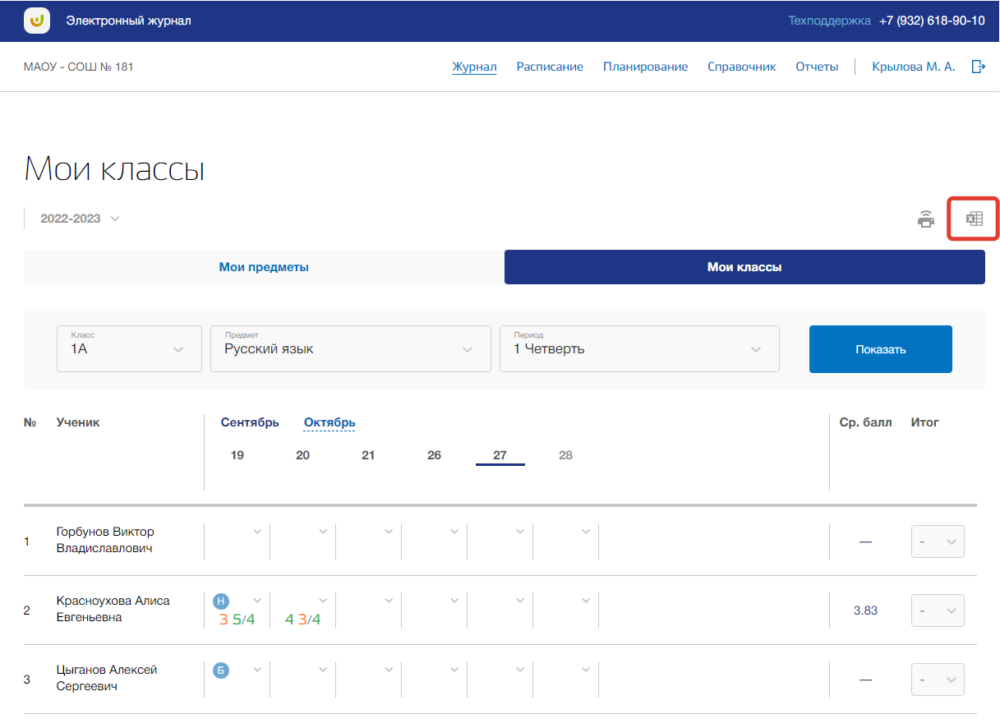 Электронный журнал
Техподдержка +7 (932) 618-90-10
МАОУ - СОШ № 181
Журнал Расписание Планирование Справочник Отчеты Крылова М. А.
Мои классы
2022-2023
Мои предметы Мои классы
Класс Предмет Период
1А Русский язык 1 Четверть Показать
№ Ученик Сентябрь Октябрь Ср. балл Итог
19 20 21 26 27 28
1 Горбунов Виктор Владиславлович — -
2 Красноухова Алиса Евгеньевна Н 3 5/4 4 3/4 3.83 -
3 Цыганов Алексей Сергеевич Б — -